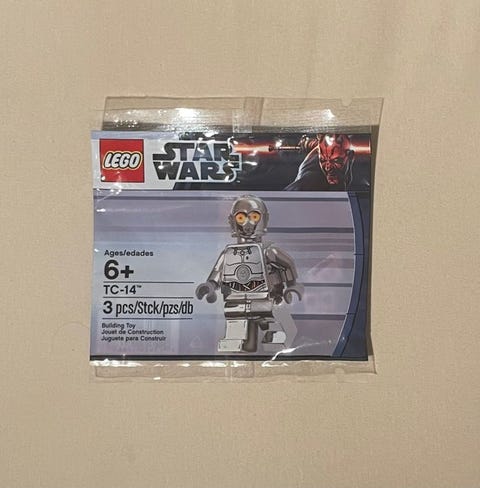 LEGO
STAR
WARS
Ages/edades
6+
TC-14™
3 pcs/Stck/pzs/db
Building Toy
Jouet de Construction
Juguete para Construir